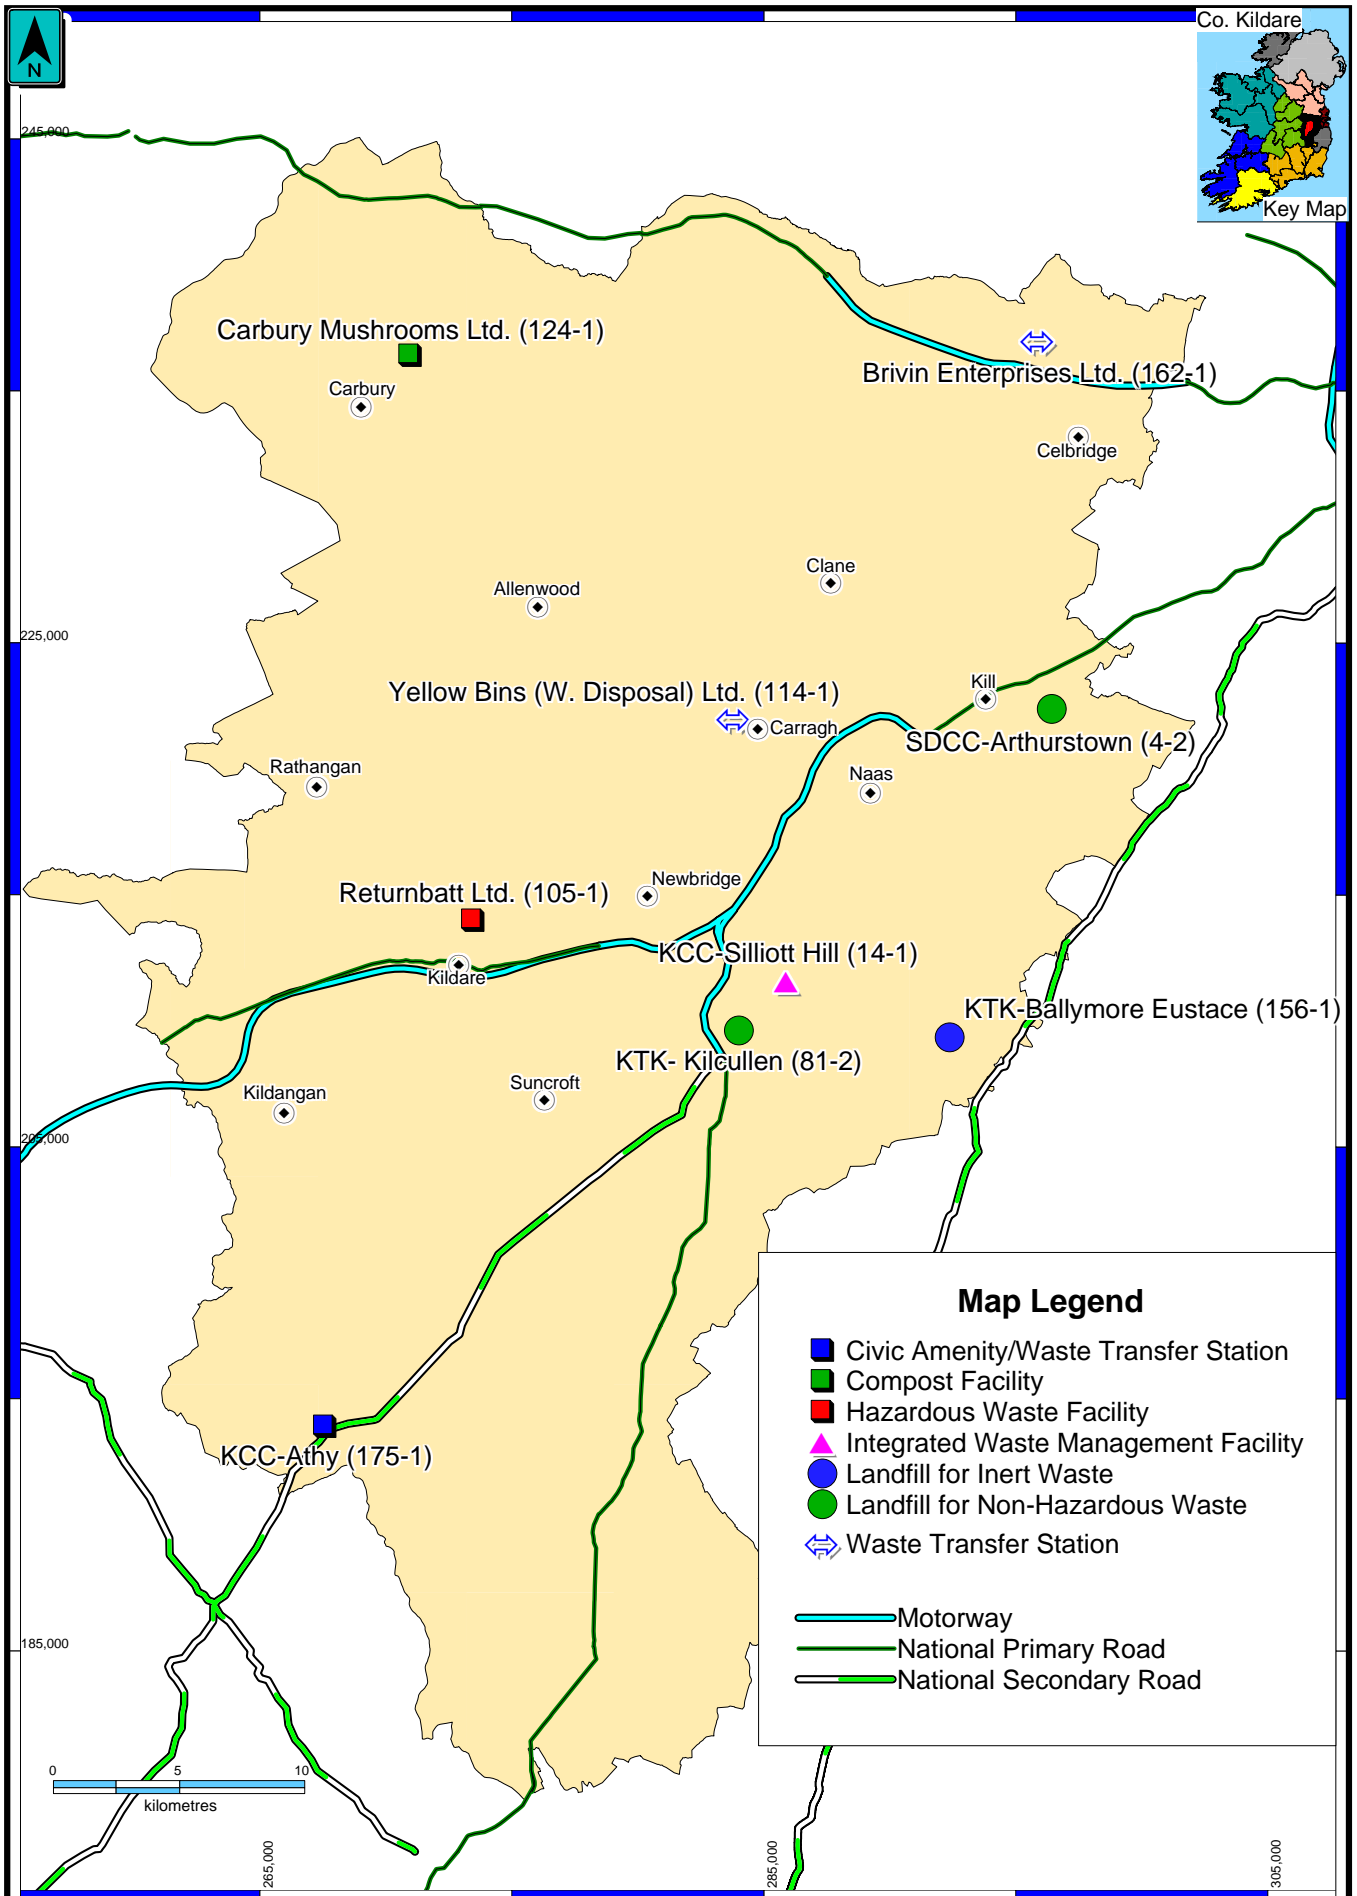 N
Co. Kildare
Key Map
245,000
Carbury Mushrooms Ltd. (124-1)
Carbury
Brivin Enterprises Ltd. (162-1)
Celbridge
Clane
Allenwood
225,000
Kill
Yellow Bins (W. Disposal) Ltd. (114-1)
Carragh
SDCC-Arthurstown (4-2)
Rathangan
Naas
Newbridge
Returnbatt Ltd. (105-1)
KCC-Silliott Hill (14-1)
Kildare
KTK-Ballymore Eustace (156-1)
KTK- Kilcullen (81-2)
Suncroft
Kildangan
205,000
Map Legend
Civic Amenity/Waste Transfer Station
Compost Facility
Hazardous Waste Facility
Integrated Waste Management Facility
Landfill for Inert Waste
Landfill for Non-Hazardous Waste
Waste Transfer Station
Motorway
National Primary Road
National Secondary Road
KCC-Athy (175-1)
185,000
0 5 10
kilometres
265,000
285,000
305,000